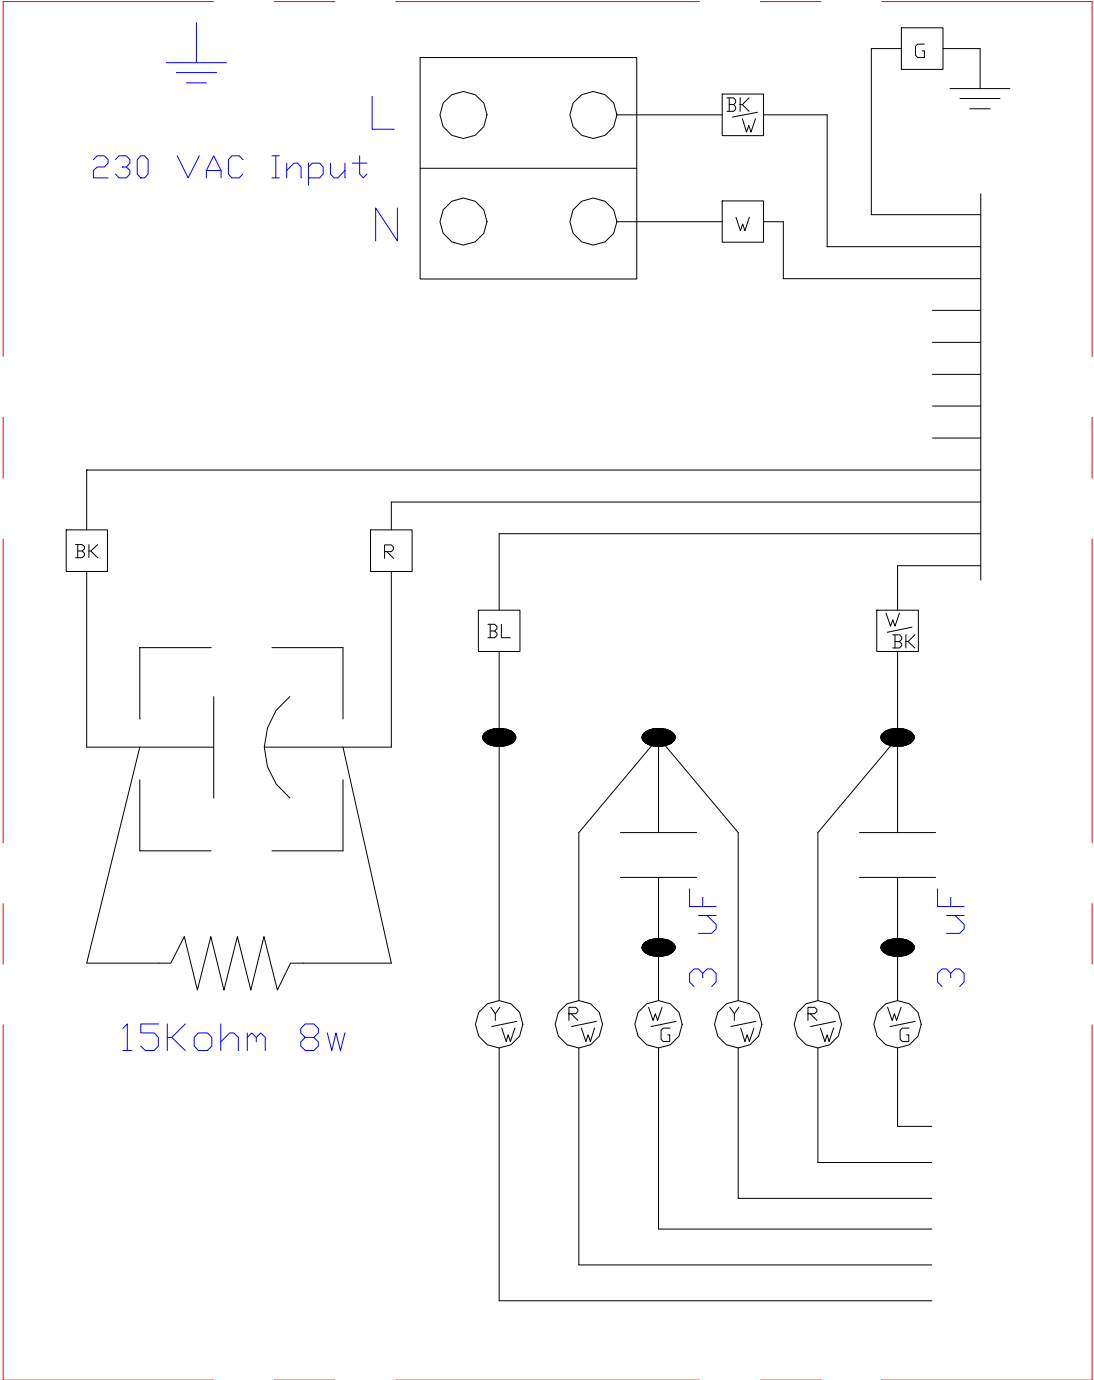 G
L
BK/W
230 VAC Input
N
W
BK
R
BL
W/BK
3 uF
3 uF
Y/W
R/W
W/G
Y/W
R/W
W/G
15Kohm 8w